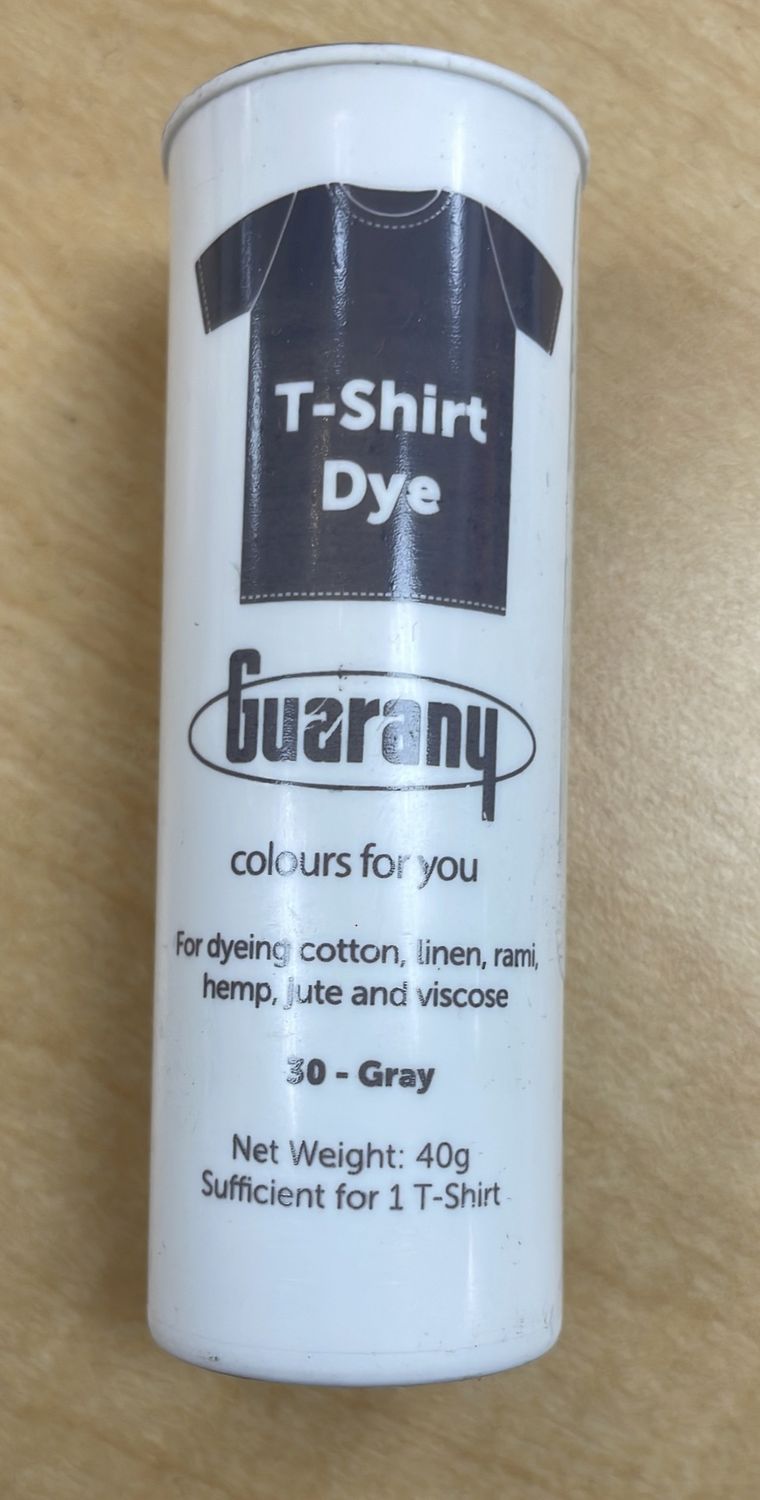 T-Shirt
Dye
Guarany
colours for you
For dyeing cotton, linen, rami,
hemp, jute and viscose
30 - Gray
Net Weight: 40g
Sufficient for 1 T-Shirt